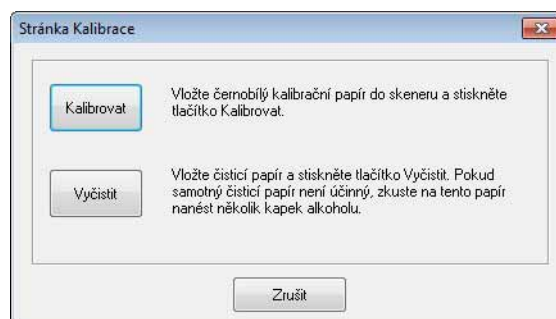 Stránka Kalibrace
Kalibrovat
Vložte černobílý kalibrační papír do skeneru a stiskněte
tlačítko Kalibrovat.
Vyčistit
Vložte čisticí papír a stiskněte tlačítko Vyčistit. Pokud
samotný čisticí papír není účinný, zkuste na tento papír
nanést několik kapek alkoholu.
Zrušit